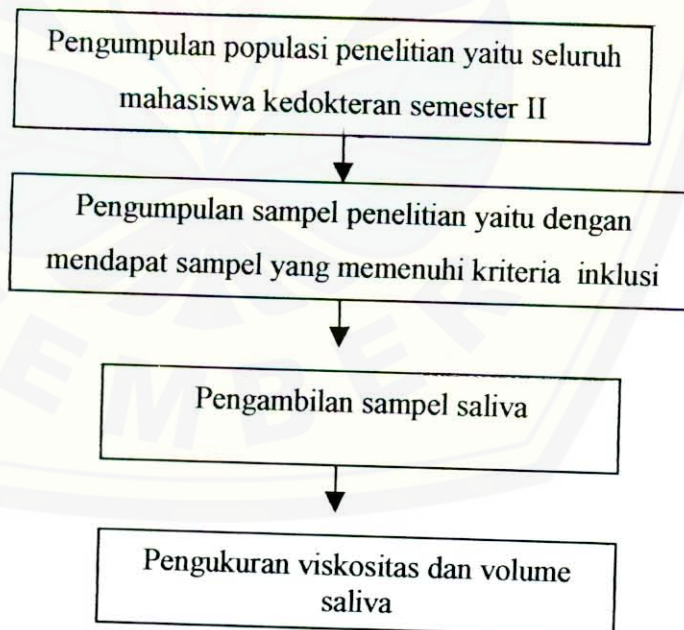 Pengumpulan populasi penelitian yaitu seluruh
mahasiswa kedokteran semester II
Pengumpulan sampel penelitian yaitu dengan
mendapat sampel yang memenuhi kriteria inklusi
Pengambilan sampel saliva
Pengukuran viskositas dan volume
saliva